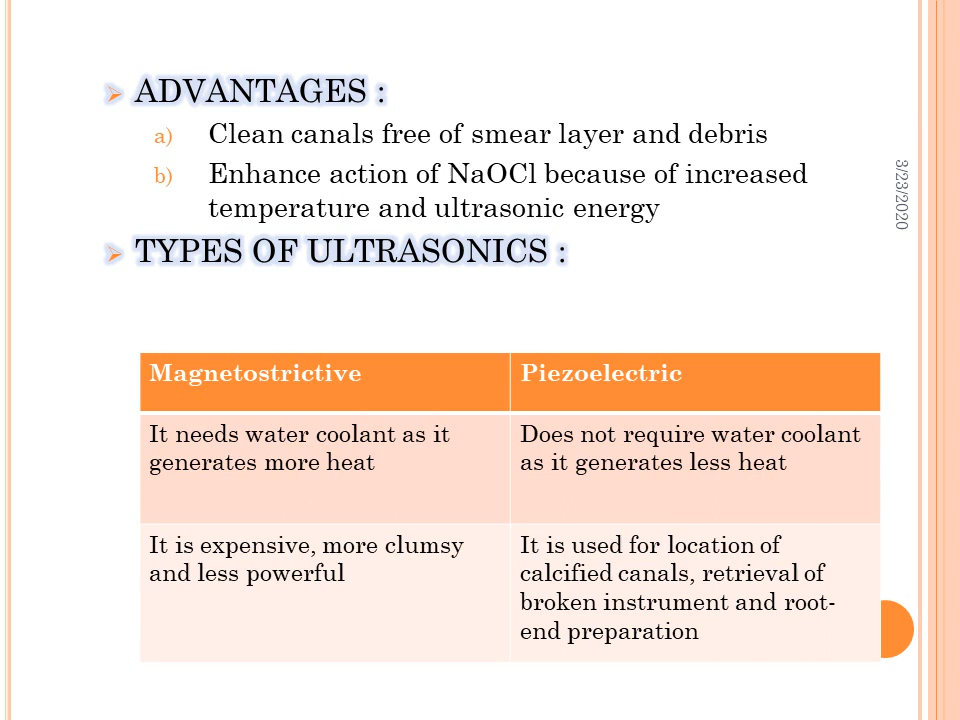 ➢ ADVANTAGES :
a) Clean canals free of smear layer and debris
b) Enhance action of NaOCl because of increased
temperature and ultrasonic energy
➢ TYPES OF ULTRASONICS :
3/23/2020
Magnetostrictive
Piezoelectric
It needs water coolant as it
generates more heat
Does not require water coolant
as it generates less heat
It is expensive, more clumsy
and less powerful
It is used for location of
calcified canals, retrieval of
broken instrument and root-
end preparation